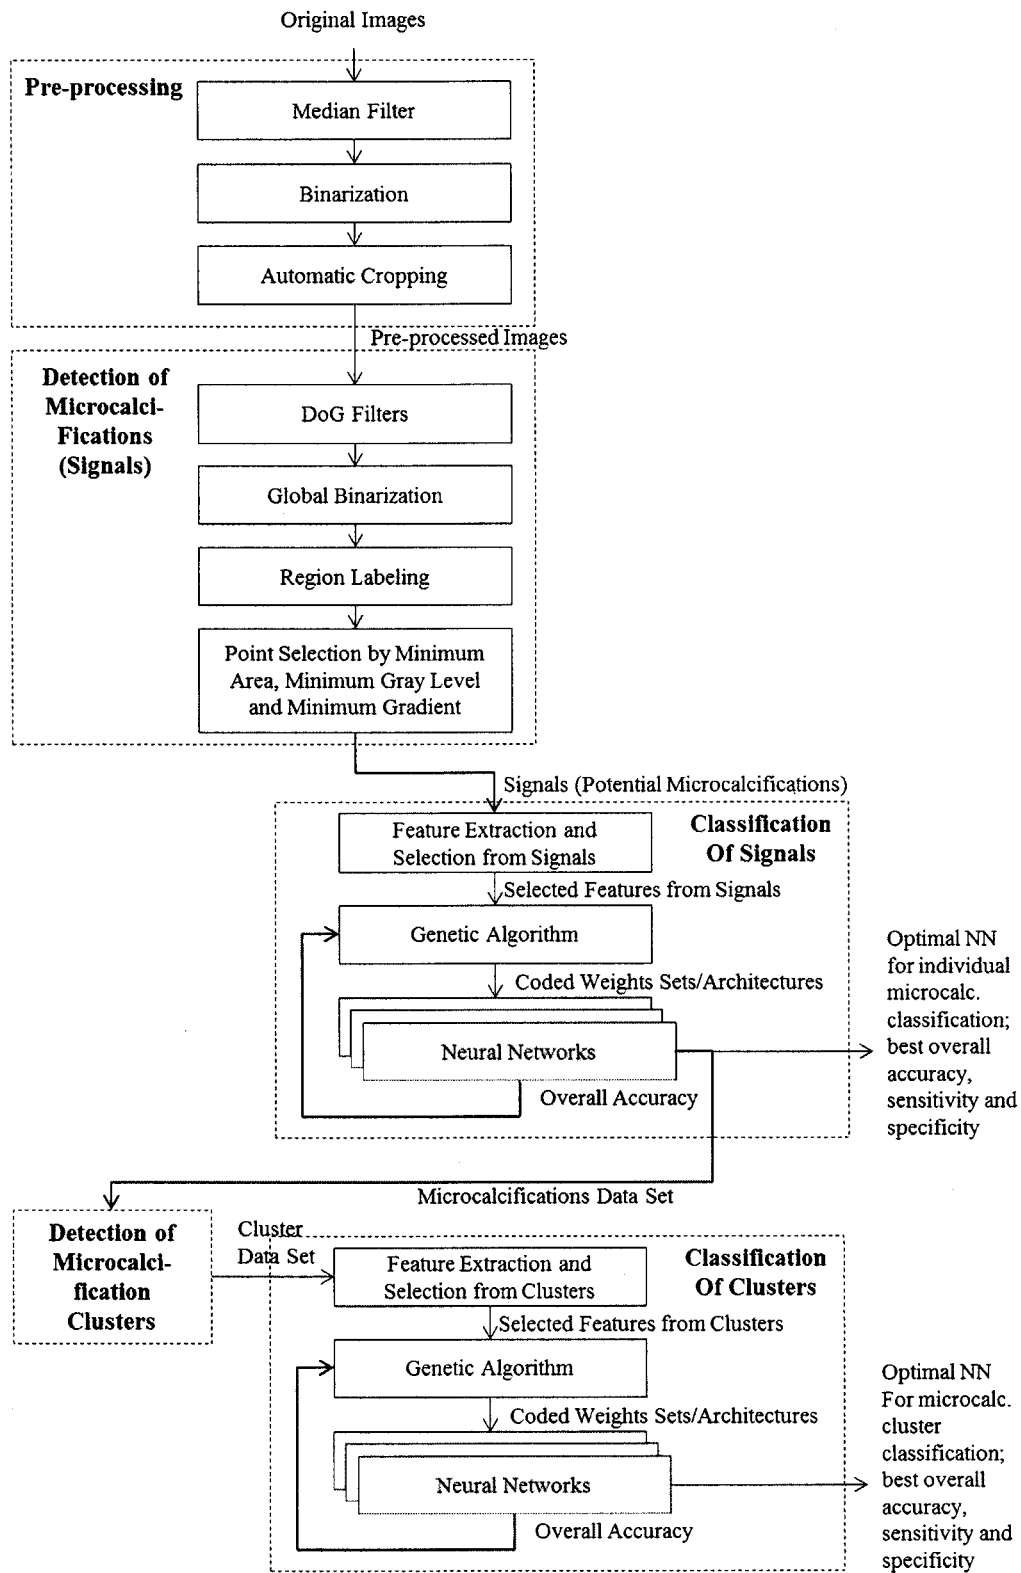 Original Images
Pre-processing
Median Filter
Binarization
Automatic Cropping
Pre-processed Images
Detection of
Microcalci-
Fications
(Signals)
DoG Filters
Global Binarization
Region Labeling
Point Selection by Minimum
Area, Minimum Gray Level
and Minimum Gradient
Signals (Potential Microcalcifications)
Classification
Of Signals
Feature Extraction and
Selection from Signals
Selected Features from Signals
Genetic Algorithm
Coded Weights Sets/Architectures
Neural Networks
Overall Accuracy
Optimal NN
for individual
microcalc.
classification;
best overall
accuracy,
sensitivity and
specificity
Microcalcifications Data Set
Detection of
Microcalci-
fication
Clusters
Cluster
Data Set
Classification
Of Clusters
Feature Extraction and
Selection from Clusters
Selected Features from Clusters
Genetic Algorithm
Coded Weights Sets/Architectures
Neural Networks
Overall Accuracy
Optimal NN
For microcalc.
cluster
classification;
best overall
accuracy,
sensitivity and
specificity